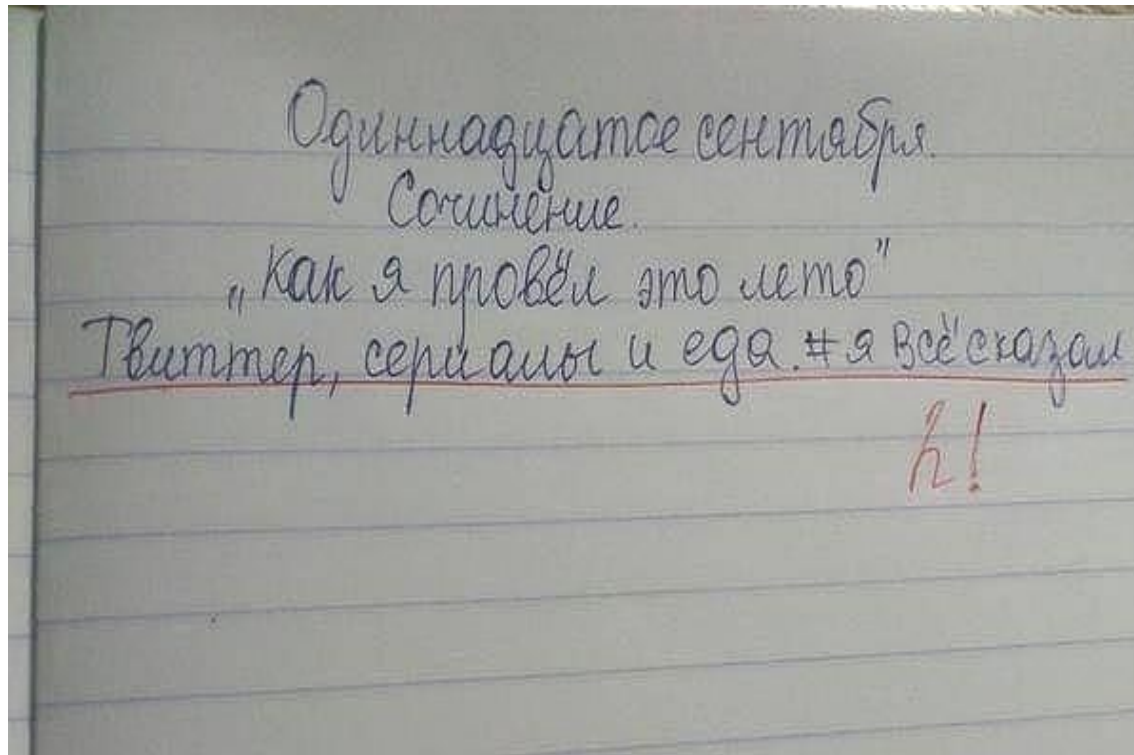 Одиннадцатое сентября.
Сочинение.
„Как я провёл это лето"
Твиттер, сериалы и еда. #я всё сказал
2!